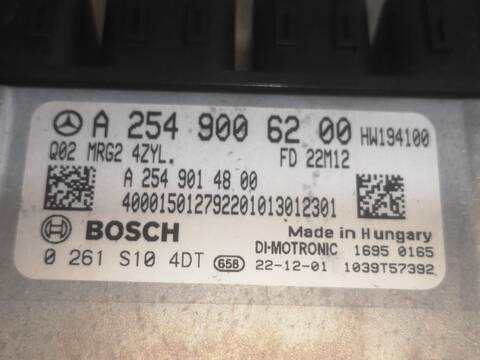 A 254 900 62 00 HW194100
Q02 MRG2 4ZYL. FD 22M12
A 254 901 48 00
400015012792201013012301
BOSCH Made in Hungary
DI-MOTRONIC 1695 0165
0 261 S10 4DT 658 22-12-01 1039T57392